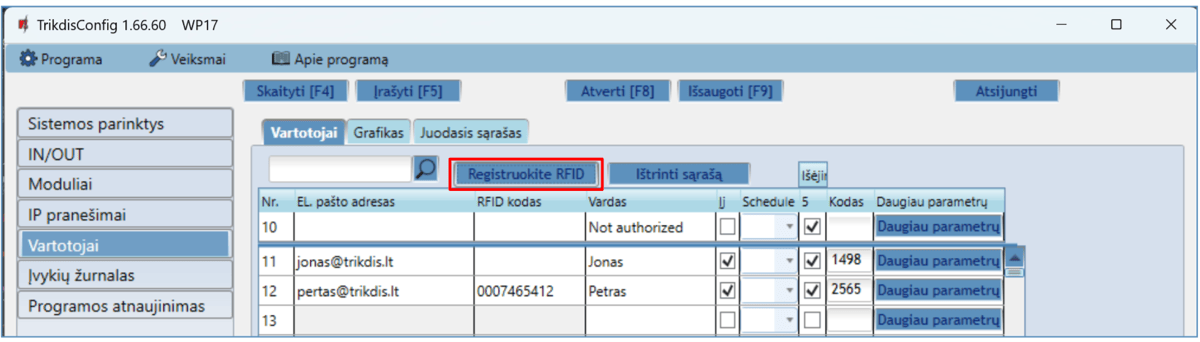 TrikdisConfig 1.66.60 WP17
Programa Veiksmai Apie programą
Skaityti [F4] Įrašyti [F5] Atverti [F8] Išsaugoti [F9] Atsijungti
Sistemos parinktys
IN/OUT
Moduliai
IP pranešimai
Vartotojai
Įvykių žurnalas
Programos atnaujinimas
Vartotojai Grafikas Juodasis sąrašas
Registruokite RFID Ištrinti sąrašą Išėjir
Nr. EL. pašto adresas RFID kodas Vardas Įj Schedule 5 Kodas Daugiau parametrų
10 Not authorized Daugiau parametrų
11 jonas@trikdis.lt Jonas 1498 Daugiau parametrų
12 pertas@trikdis.lt 0007465412 Petras 2565 Daugiau parametrų
13 Daugiau parametrų